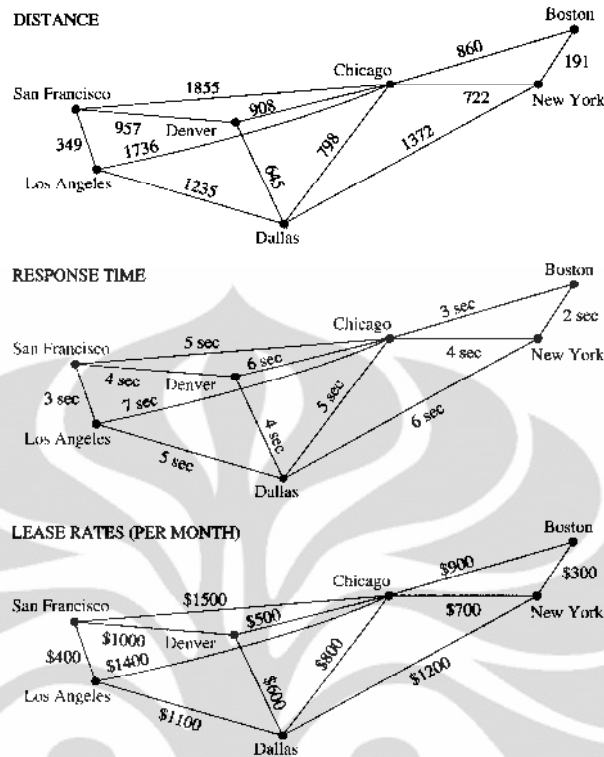 DISTANCE
Boston
860
Chicago
191
San Francisco
1855
722
New York
908
957
Denver
349
1736
798
1372
Los Angeles
645
1235
Dallas
RESPONSE TIME
Boston
3 sec
Chicago
2 sec
San Francisco
5 sec
4 sec
New York
6 sec
4 sec
Denver
3 sec
7 sec
5 sec
6 sec
Los Angeles
4 sec
5 sec
Dallas
LEASE RATES (PER MONTH)
Boston
$900
Chicago
$300
San Francisco
$1500
$700
New York
$500
$1000
Denver
$400
$1400
$800
$1200
Los Angeles
$600
$1100
Dallas